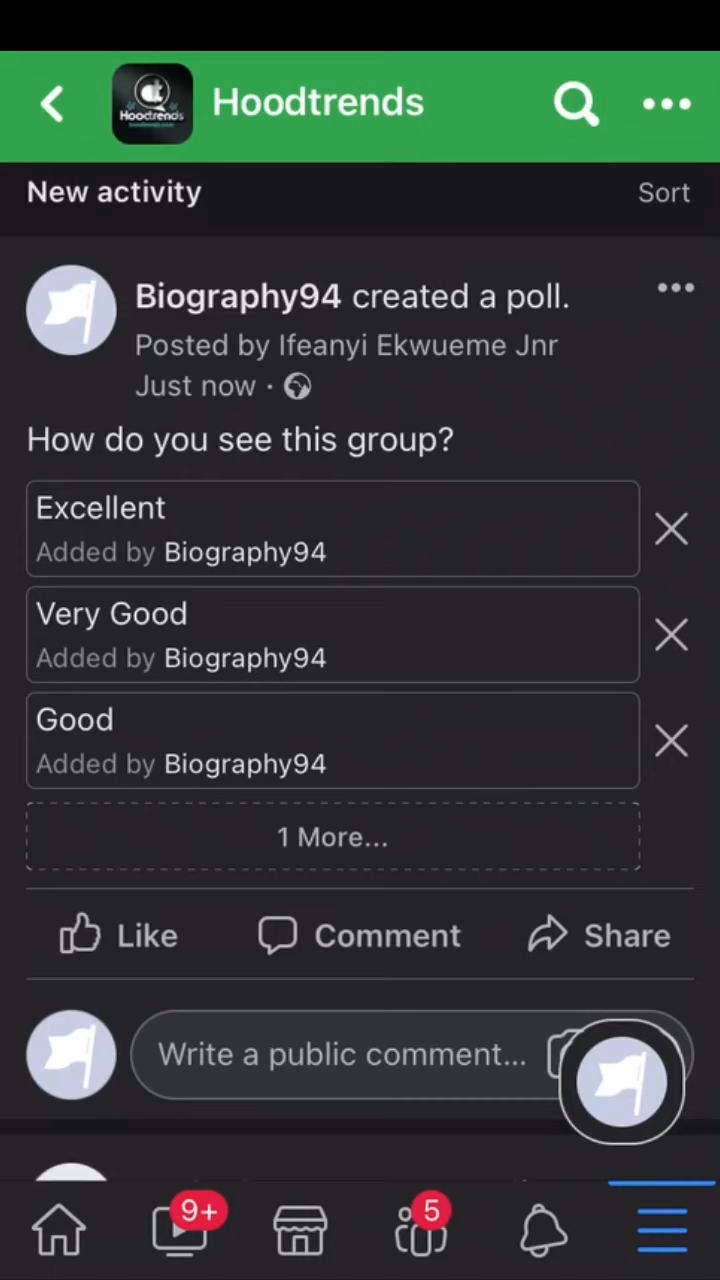 Hoodtrends
Hoodtrends
New activity
Sort
Biography94 created a poll.
Posted by Ifeanyi Ekwueme Jnr
Just now ·
How do you see this group?
Excellent
Added by Biography94
Very Good
Added by Biography94
Good
Added by Biography94
1 More...
Like
Comment
Share
Write a public comment...
9+
5